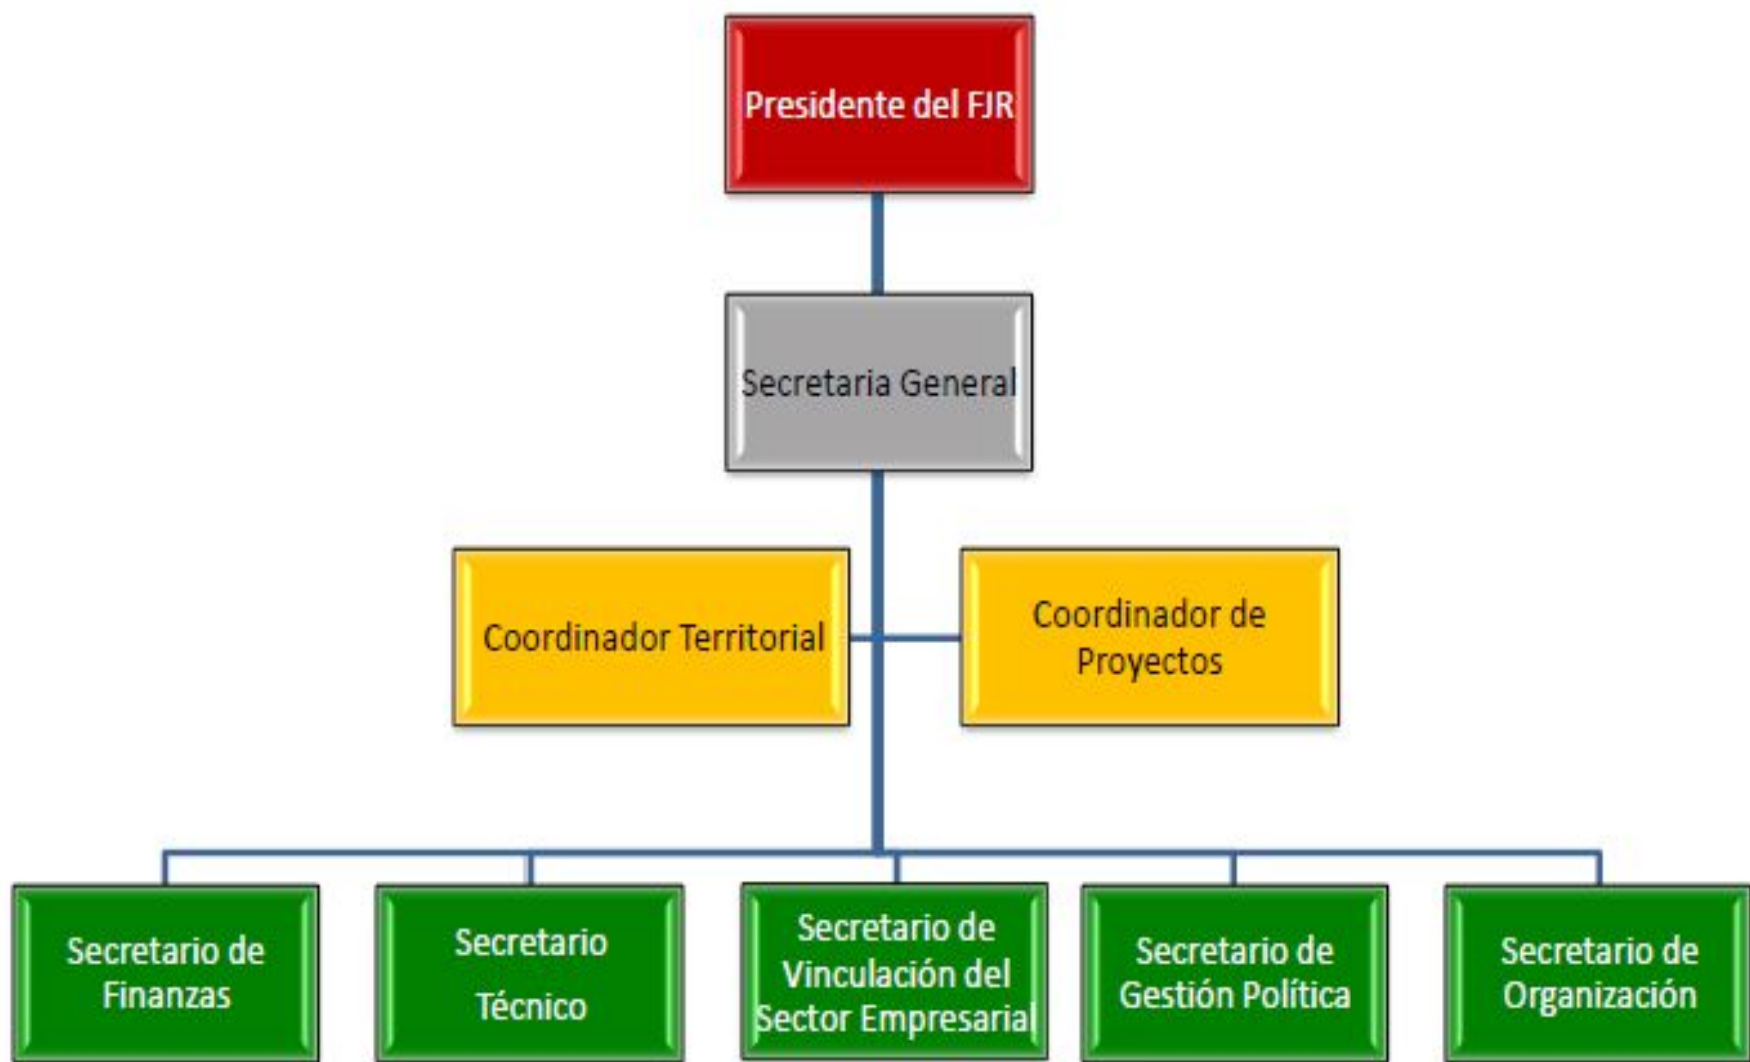 Presidente del FJR
Secretaria General
Coordinador Territorial
Coordinador de
Proyectos
Secretario de
Finanzas
Secretario
Técnico
Secretario de
Vinculación del
Sector Empresarial
Secretario de
Gestión Política
Secretario de
Organización